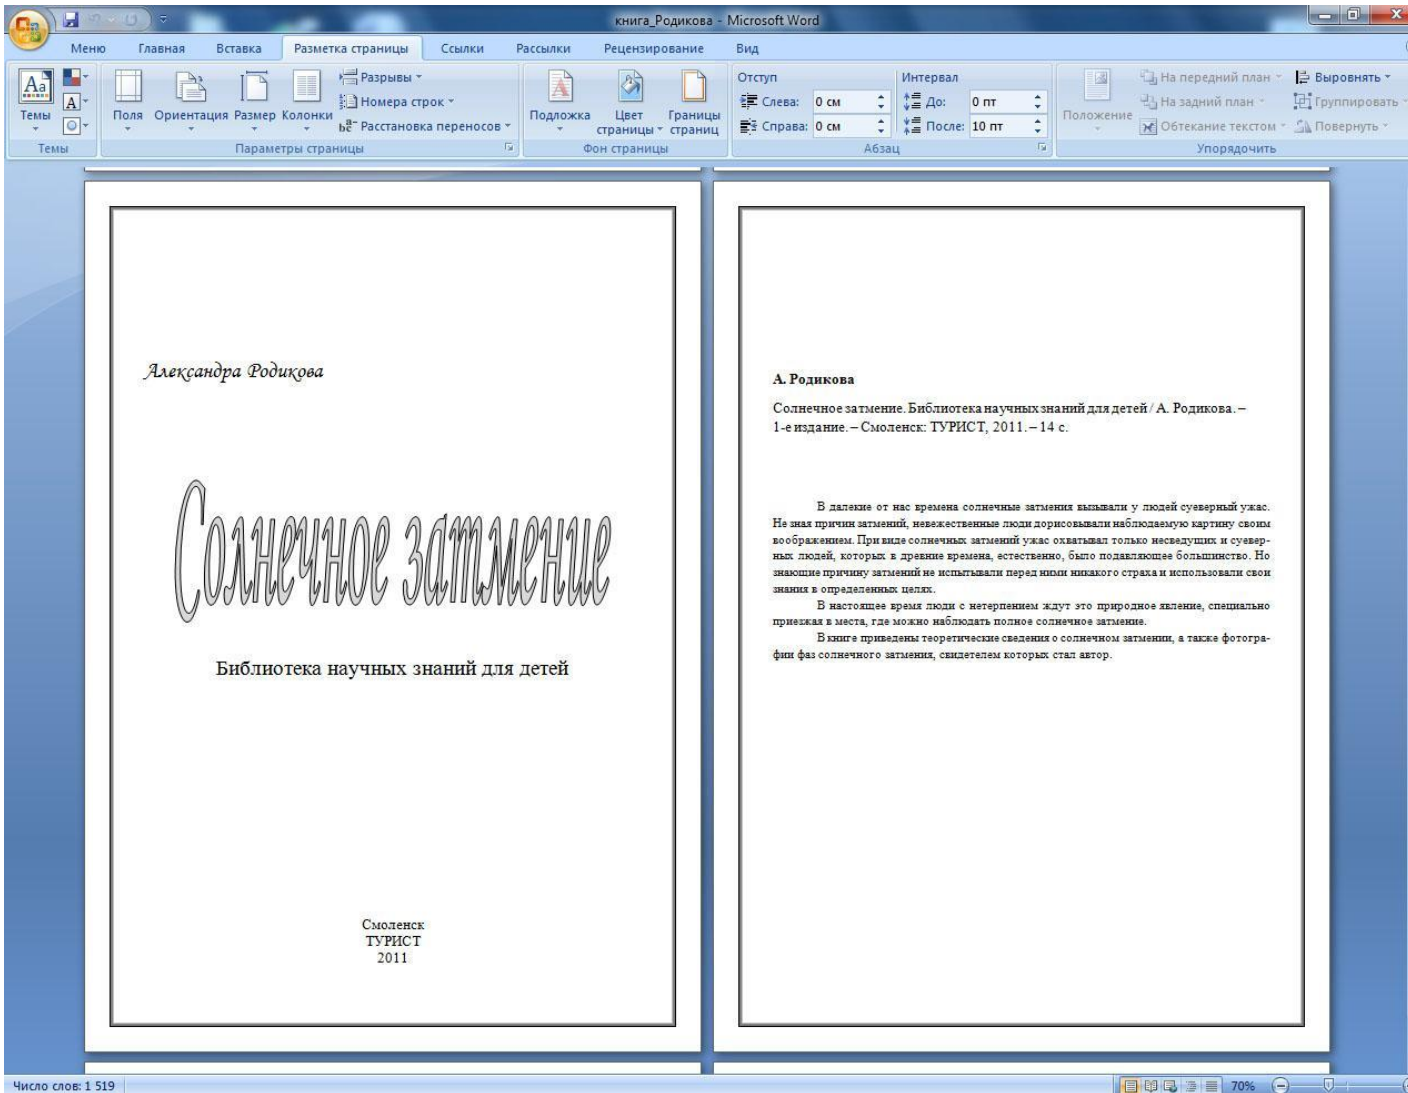 книга_Родикова - Microsoft Word
Меню Главная Вставка Разметка страницы Ссылки Рассылки Рецензирование Вид
Aa
Темы
A
Темы
Поля Ориентация Размер Колонки
Разрывы
Номера строк
bc Расстановка переносов
Параметры страницы
Подложка
Цвет страницы
Границы страниц
Фон страницы
Отступ
Слева: 0 см
Справа: 0 см
Интервал
До: 0 пт
После: 10 пт
Абзац
Положение
На передний план
На задний план
Обтекание текстом
Выровнять
Группировать
Повернуть
Упорядочить
Александра Родикова
Солнечное затмение
Библиотека научных знаний для детей
Смоленск
ТУРИСТ
2011
А. Родикова
Солнечное затмение. Библиотека научных знаний для детей / А. Родикова. –
1-е издание. – Смоленск: ТУРИСТ, 2011. – 14 с.
В далекие от нас времена солнечные затмения вызывали у людей суеверный ужас.
Не зная причин затмений, невежественные люди дорисовывали наблюдаемую картину своим
воображением. При виде солнечных затмений ужас охватывал только несведущих и суевер-
ных людей, которых в древние времена, естественно, было подавляющее большинство. Но
знающие причину затмений не испытывали перед ними никакого страха и использовали свои
знания в определенных целях.
В настоящее время люди с нетерпением ждут это природное явление, специально
приезжая в места, где можно наблюдать полное солнечное затмение.
В книге приведены теоретические сведения о солнечном затмении, а также фотогра-
фии фаз солнечного затмения, свидетелем которых стал автор.
Число слов: 1 519
70%